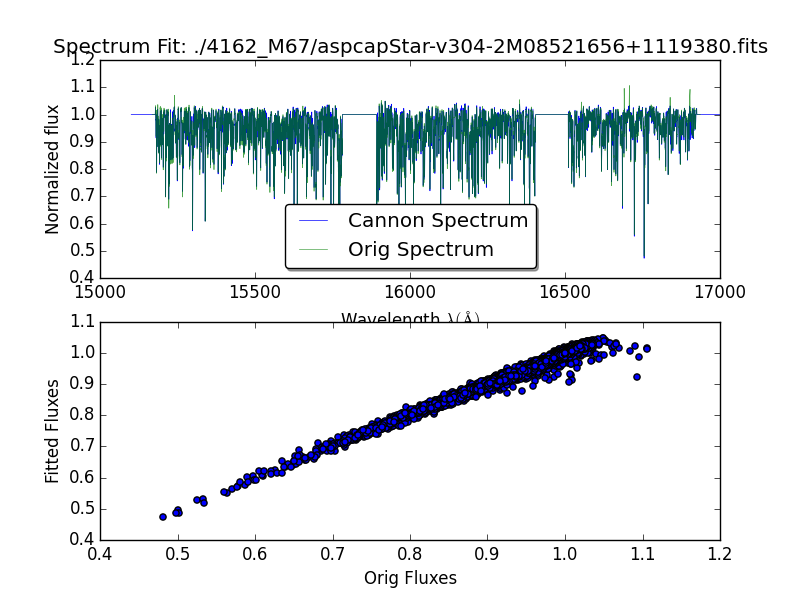 Spectrum Fit: ./4162_M67/aspcapStar-v304-2M08521656+1119380.fits
1.2
1.1
1.0
0.9
0.8
0.7
0.6
0.5
0.4
Normalized flux
Cannon Spectrum
Orig Spectrum
15000 15500 16000 16500 17000
Wavelength λ(Å)
1.1
1.0
0.9
0.8
0.7
0.6
0.5
0.4
Fitted Fluxes
0.4 0.5 0.6 0.7 0.8 0.9 1.0 1.1 1.2
Orig Fluxes